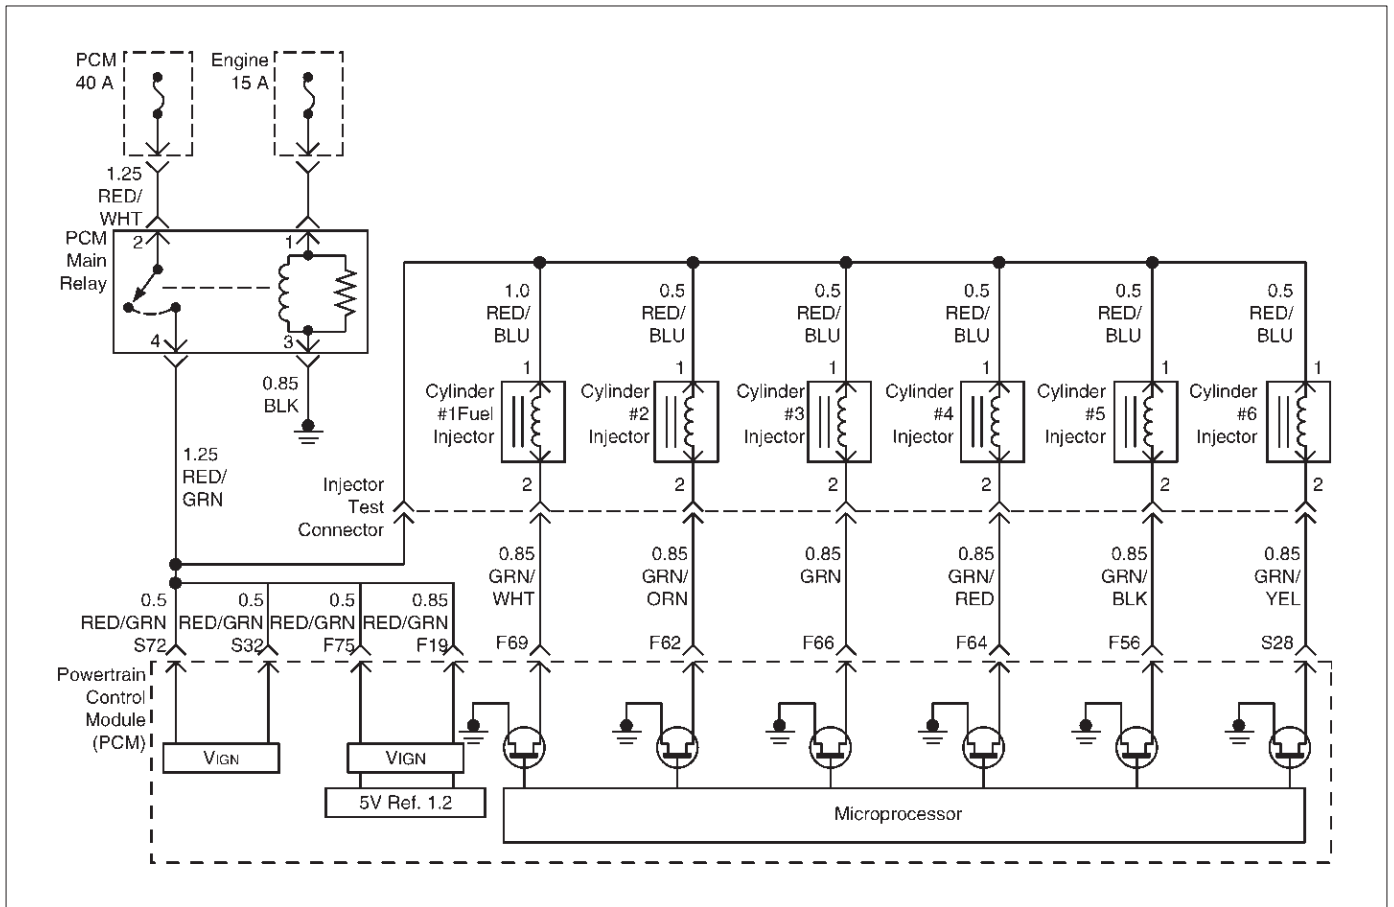 PCM
40 A
Engine
15 A
1.25
RED/
WHT
PCM
Main
Relay
2
1
4
3
0.85
BLK
1.25
RED/
GRN
Injector
Test
Connector
1.0
RED/
BLU
0.5
RED/
BLU
0.5
RED/
BLU
0.5
RED/
BLU
0.5
RED/
BLU
0.5
RED/
BLU
1
1
1
1
1
1
Cylinder
#1Fuel
Injector
Cylinder
#2
Injector
Cylinder
#3
Injector
Cylinder
#4
Injector
Cylinder
#5
Injector
Cylinder
#6
Injector
2
2
2
2
2
2
0.85
GRN/
WHT
0.85
GRN/
ORN
0.85
GRN
0.85
GRN/
RED
0.85
GRN/
BLK
0.85
GRN/
YEL
0.5
RED/GRN
S72
0.5
RED/GRN
S32
0.5
RED/GRN
F75
0.85
RED/GRN
F19
F69
F62
F66
F64
F56
S28
Powertrain
Control
Module
(PCM)
VIGN
VIGN
5V Ref. 1.2
Microprocessor